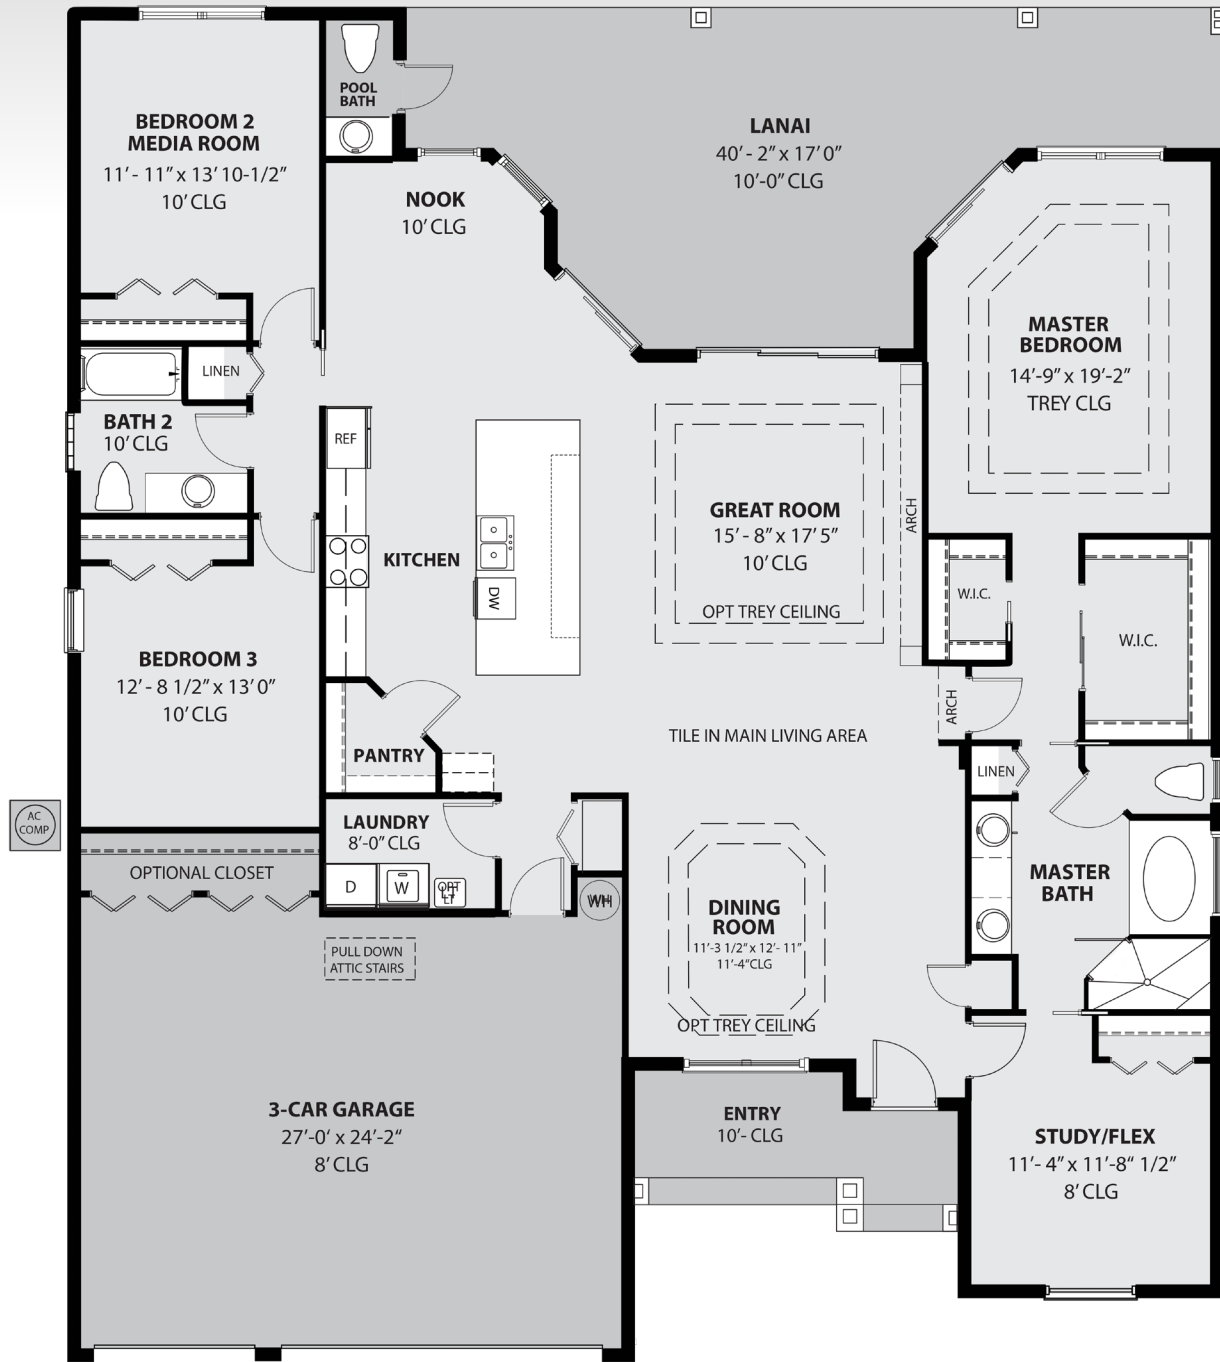 POOL
BATH
BEDROOM 2
MEDIA ROOM
11' - 11" x 13' 10-1/2"
10' CLG
LANAI
40' - 2" x 17' 0"
10'-0" CLG
NOOK
10' CLG
MASTER
BEDROOM
14'-9" x 19'-2"
TREY CLG
LINEN
BATH 2
10' CLG
REF
KITCHEN
DW
GREAT ROOM
15' - 8" x 17' 5"
10' CLG
OPT TREY CEILING
ARCH
W.I.C.
W.I.C.
BEDROOM 3
12' - 8 1/2" x 13' 0"
10' CLG
ARCH
TILE IN MAIN LIVING AREA
PANTRY
LINEN
AC
COMP
LAUNDRY
8'-0" CLG
D
W
OPT
LT
WH
OPTIONAL CLOSET
MASTER
BATH
DINING
ROOM
11'-3 1/2" x 12'- 11"
11'-4"CLG
OPT TREY CEILING
PULL DOWN
ATTIC STAIRS
3-CAR GARAGE
27'-0' x 24'-2"
8' CLG
ENTRY
10'- CLG
STUDY/FLEX
11'- 4" x 11'-8" 1/2"
8' CLG